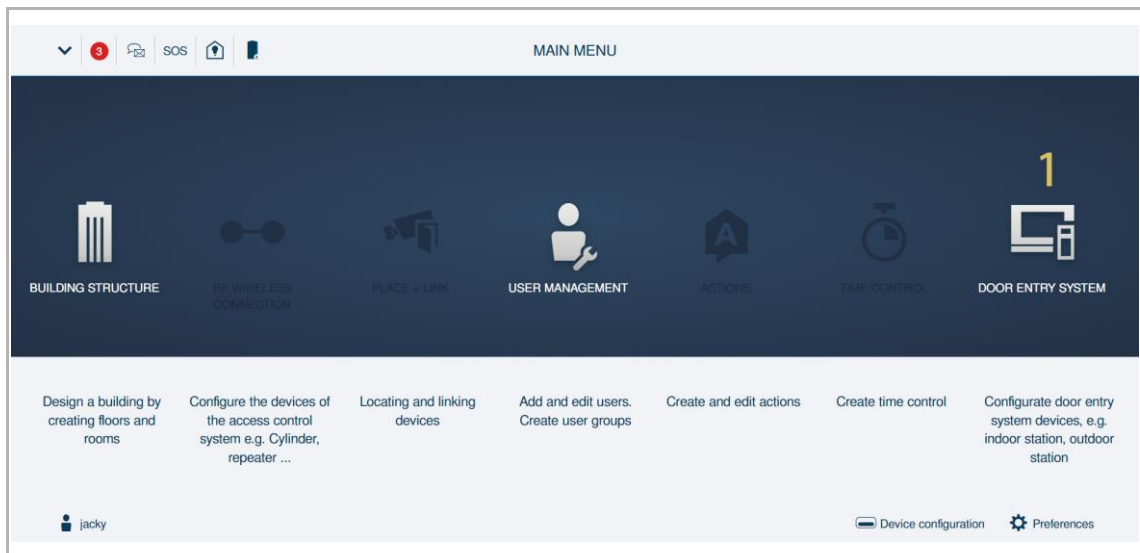 3
SOS
MAIN MENU
1
BUILDING STRUCTURE
RF WIRELESS
CONNECTION
PLACE + LINK
USER MANAGEMENT
A
ACTIONS
TIME CONTROL
DOOR ENTRY SYSTEM
Design a building by
creating floors and
rooms
Configure the devices of
the access control
system e.g. Cylinder,
repeater ...
Locating and linking
devices
Add and edit users.
Create user groups
Create and edit actions
Create time control
Configurate door entry
system devices, e.g.
indoor station, outdoor
station
jacky
Device configuration
Preferences